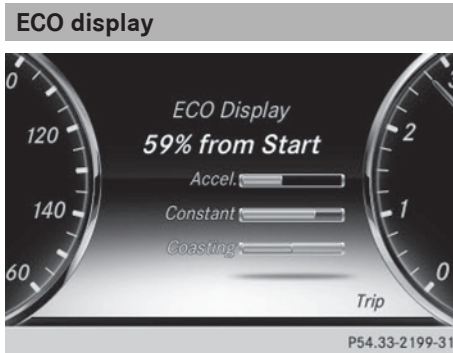 ECO display
ECO Display
59% from Start
120
2
Accel.
Constant
140
1
Coasting
60
0
Trip
P54.33-2199-31